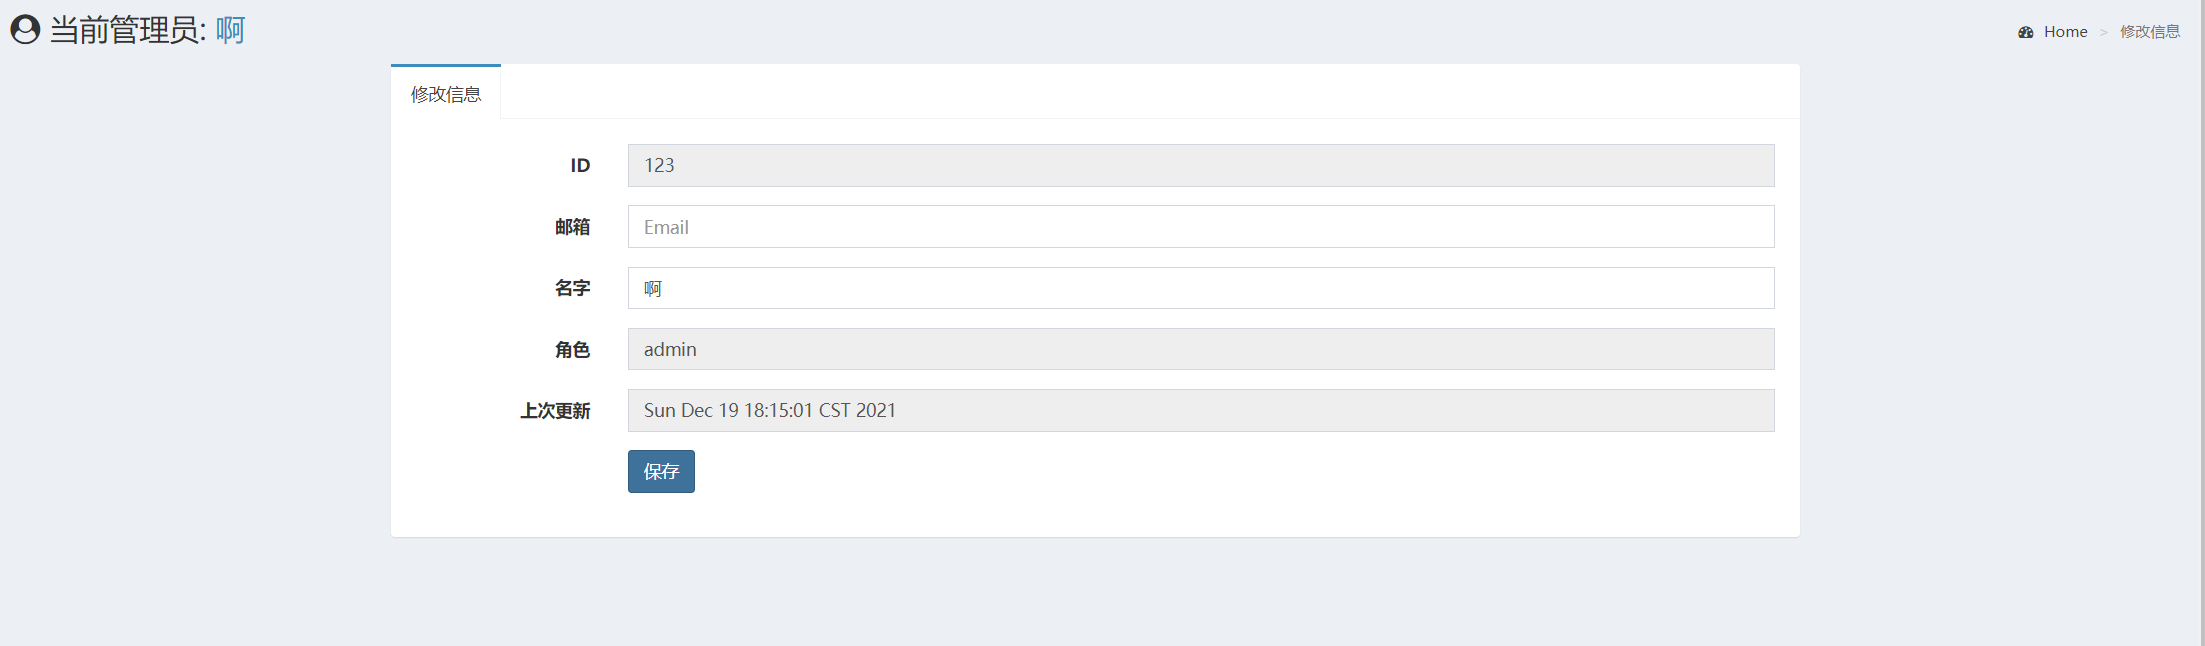 当前管理员: 啊
Home > 修改信息
修改信息
ID 123
邮箱 Email
名字 啊
角色 admin
上次更新 Sun Dec 19 18:15:01 CST 2021
保存